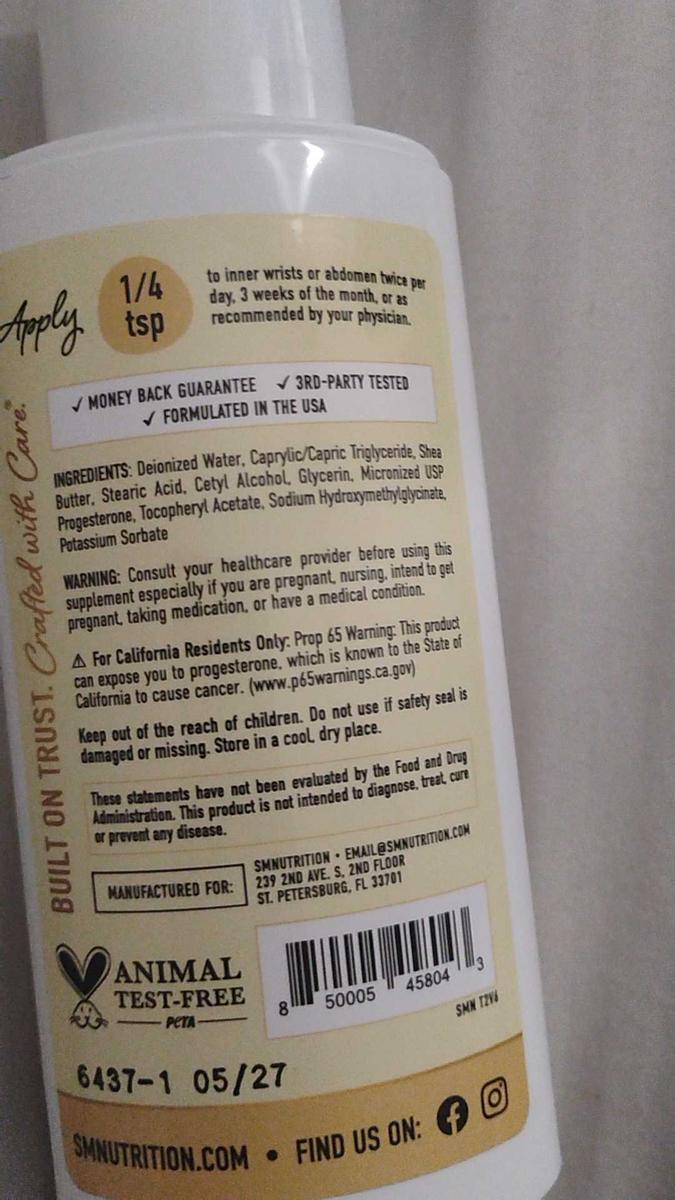 Apply
1/4
tsp
to inner wrists or abdomen twice per
day, 3 weeks of the month, or as
recommended by your physician.
✓ MONEY BACK GUARANTEE ✓ 3RD-PARTY TESTED
✓ FORMULATED IN THE USA
BUILT ON TRUST. Crafted with Care.
INGREDIENTS: Deionized Water, Caprylic/Capric Triglyceride, Shea
Butter, Stearic Acid, Cetyl Alcohol, Glycerin, Micronized USP
Progesterone, Tocopheryl Acetate, Sodium Hydroxymethylglycinate,
Potassium Sorbate
WARNING: Consult your healthcare provider before using this
supplement especially if you are pregnant, nursing, intend to get
pregnant, taking medication, or have a medical condition.
⚠ For California Residents Only: Prop 65 Warning: This product
can expose you to progesterone, which is known to the State of
California to cause cancer. (www.p65warnings.ca.gov)
Keep out of the reach of children. Do not use if safety seal is
damaged or missing. Store in a cool, dry place.
These statements have not been evaluated by the Food and Drug
Administration. This product is not intended to diagnose, treat, cure
or prevent any disease.
MANUFACTURED FOR:
SMNUTRITION • EMAIL@SMNUTRITION.COM
239 2ND AVE. S, 2ND FLOOR
ST. PETERSBURG, FL 33701
ANIMAL
TEST-FREE
PETA
8 50005 45804 3
SMN T2V6
6437-1 05/27
SMNUTRITION.COM • FIND US ON: